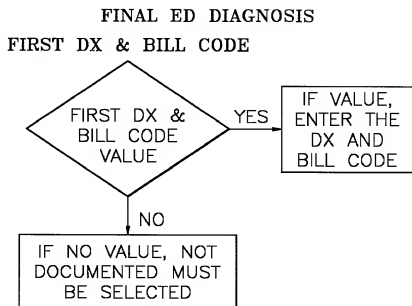 FINAL ED DIAGNOSIS
FIRST DX & BILL CODE
FIRST DX &
BILL CODE
VALUE
YES
IF VALUE,
ENTER THE
DX AND
BILL CODE
NO
IF NO VALUE, NOT
DOCUMENTED MUST
BE SELECTED